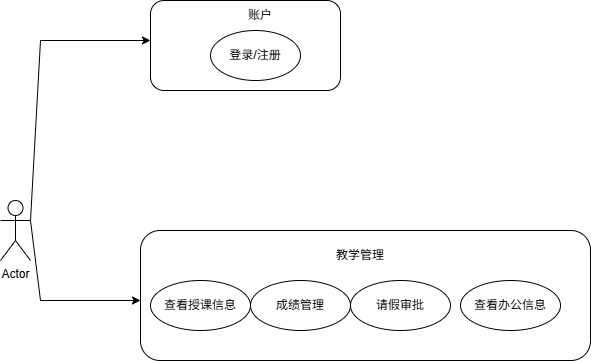 账户
登录/注册
Actor
教学管理
查看授课信息
成绩管理
请假审批
查看办公信息